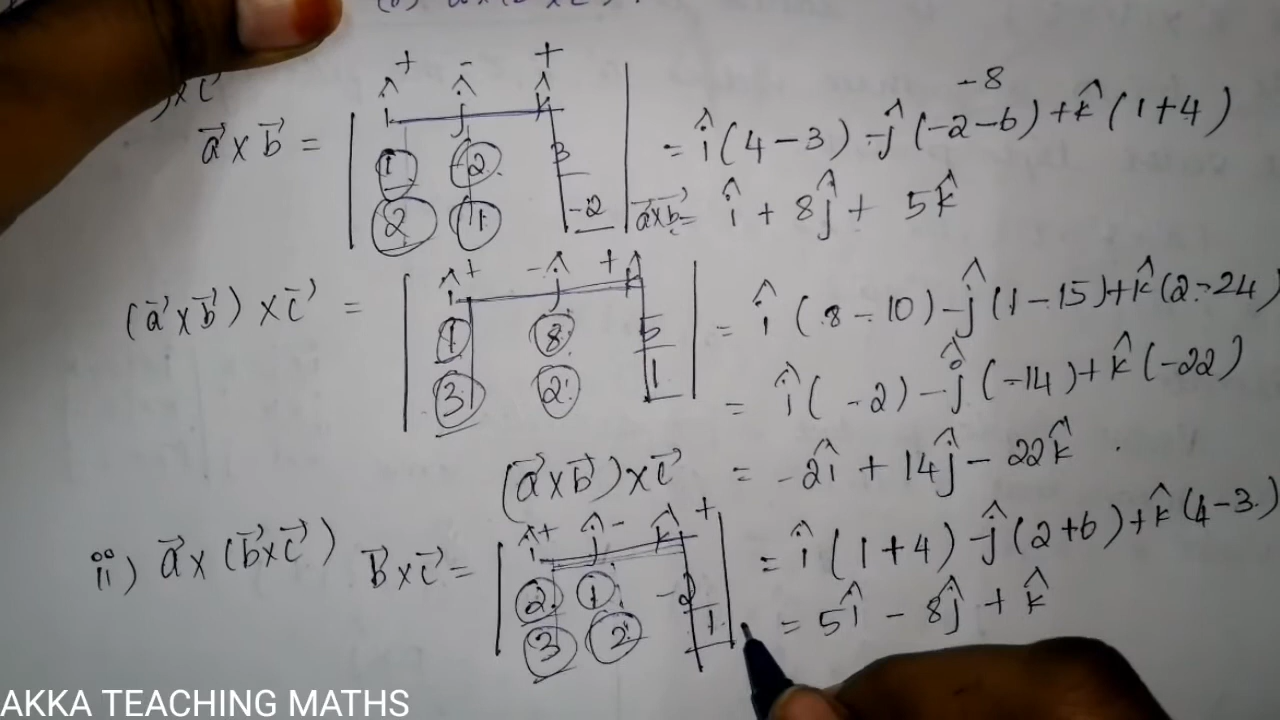 + - +
î ĵ k̂
a⃗ × b⃗ = | 1 -2 3 | = î(4-3) - ĵ(-2-6) + k̂(1+4)
-8
2 1 -2 a⃗×b⃗ = î + 8ĵ + 5k̂
î+ -ĵ +k̂
(a⃗ × b⃗) × c⃗ = | 1 8 5 | = î(8-10) - ĵ(1-15) + k̂(2-24)
3 2 1 = î(-2) - ĵ(-14) + k̂(-22)
(a⃗ × b⃗) × c⃗ = -2î + 14ĵ - 22k̂.
î+ ĵ- k̂+
ii) a⃗ × (b⃗×c⃗) b⃗×c⃗ = | 2 1 -2 | = î(1+4) - ĵ(2+6) + k̂(4-3)
3 2 1 = 5î - 8ĵ + k̂
AKKA TEACHING MATHS